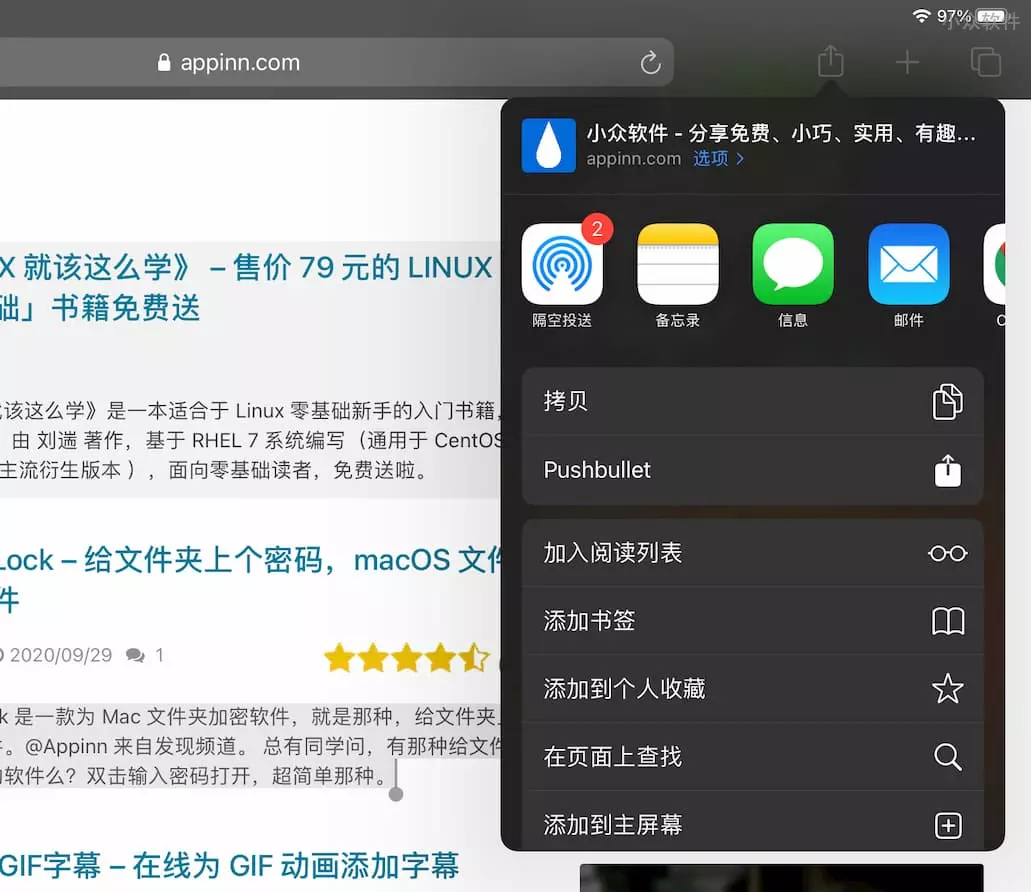 97%
小众软件
appinn.com
小众软件 - 分享免费、小巧、实用、有趣...
appinn.com 选项
2
隔空投送
备忘录
信息
邮件
拷贝
Pushbullet
加入阅读列表
添加书签
添加到个人收藏
在页面上查找
添加到主屏幕
X 就该这么学》 – 售价 79 元的 LINUX
础」书籍免费送
就该这么学》是一本适合于 Linux 零基础新手的入门书籍,
由 刘遄 著作，基于 RHEL 7 系统编写（通用于 CentOS
主流衍生版本 ），面向零基础读者，免费送啦。
Lock – 给文件夹上个密码，macOS 文件
件
2020/09/29 1
k 是一款为 Mac 文件夹加密软件，就是那种，给文件夹上
。@Appinn 来自发现频道。 总有同学问，有那种给文件
软件么？双击输入密码打开，超简单那种。
GIF字幕 – 在线为 GIF 动画添加字幕